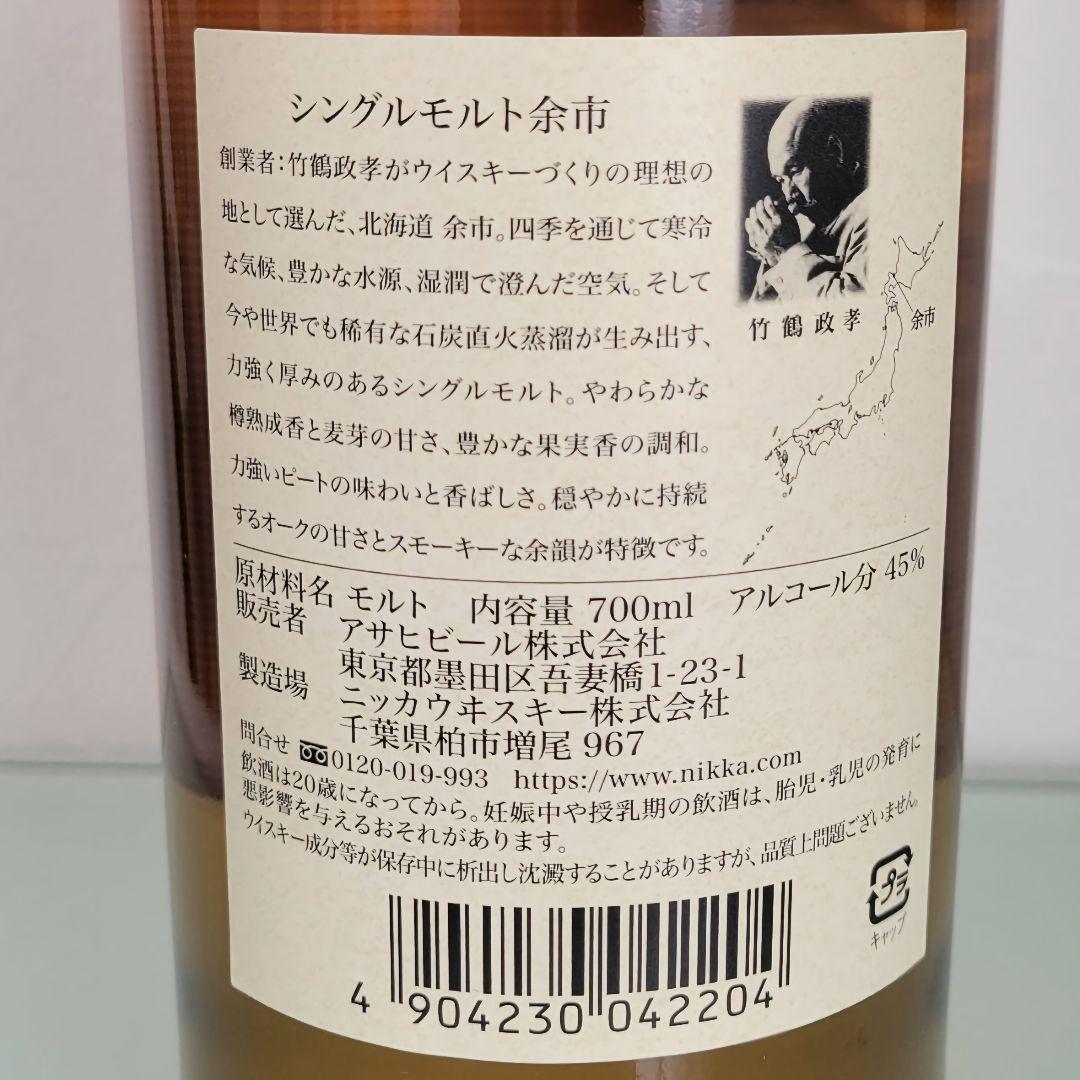 シングルモルト余市
創業者：竹鶴政孝がウイスキーづくりの理想の
地として選んだ、北海道 余市。四季を通じて寒冷
な気候、豊かな水源、湿潤で澄んだ空気。そして
今や世界でも稀有な石炭直火蒸溜が生み出す、
力強く厚みのあるシングルモルト。やわらかな
樽熟成香と麦芽の甘さ、豊かな果実香の調和。
力強いピートの味わいと香ばしさ。穏やかに持続
するオークの甘さとスモーキーな余韻が特徴です。
竹鶴政孝
余市
原材料名 モルト 内容量 700ml アルコール分 45%
販売者 アサヒビール株式会社
東京都墨田区吾妻橋1-23-1
製造場 ニッカウヰスキー株式会社
千葉県柏市増尾 967
問合せ 0120-019-993 https://www.nikka.com
飲酒は20歳になってから。妊娠中や授乳期の飲酒は、胎児・乳児の発育に
悪影響を与えるおそれがあります。
ウイスキー成分等が保存中に析出し沈澱することがありますが、品質上問題ございません。
プラ
キャップ
4 904230 042204